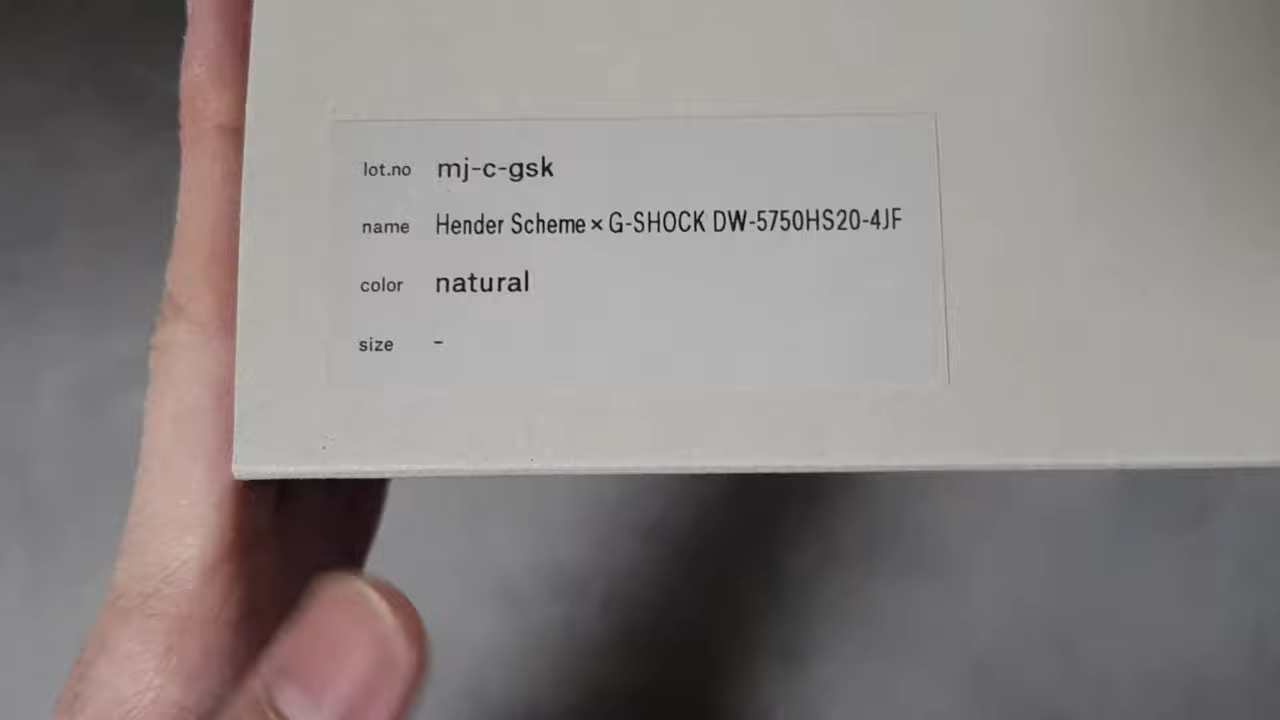 lot.no mj-c-gsk
name Hender Scheme × G-SHOCK DW-5750HS20-4JF
color natural
size -